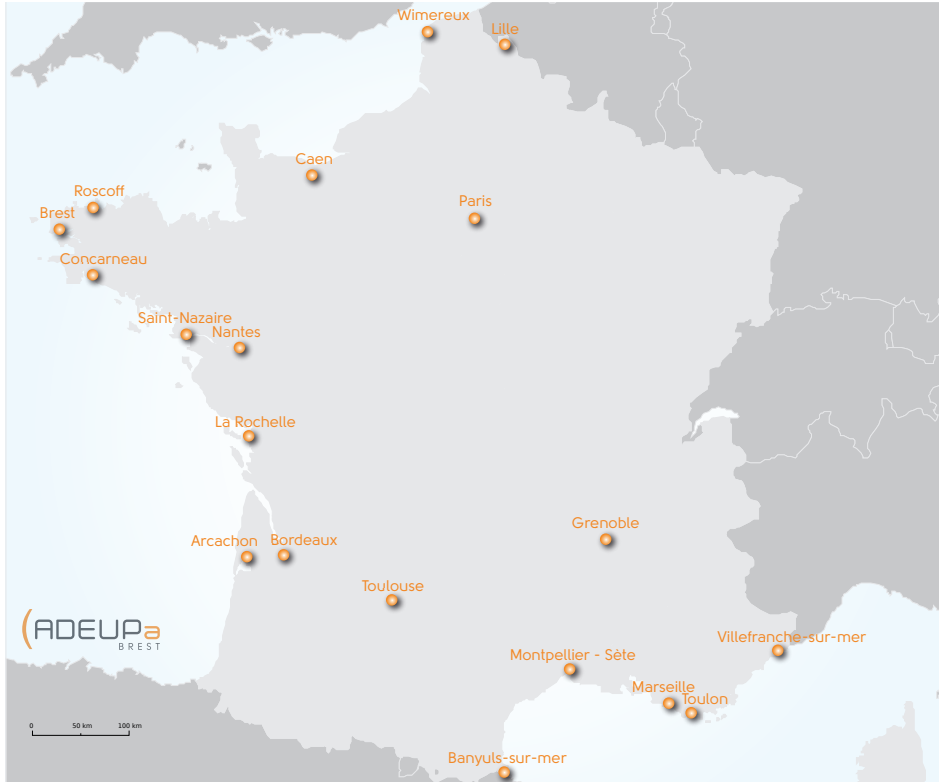 Wimereux
Lille
Caen
Roscoff
Paris
Brest
Concarneau
Saint-Nazaire
Nantes
La Rochelle
Grenoble
Arcachon
Bordeaux
Toulouse
(ADEUPa
BREST
Villefranche-sur-mer
Montpellier - Sète
Marseille
Toulon
0 50 km 100 km
Banyuls-sur-mer